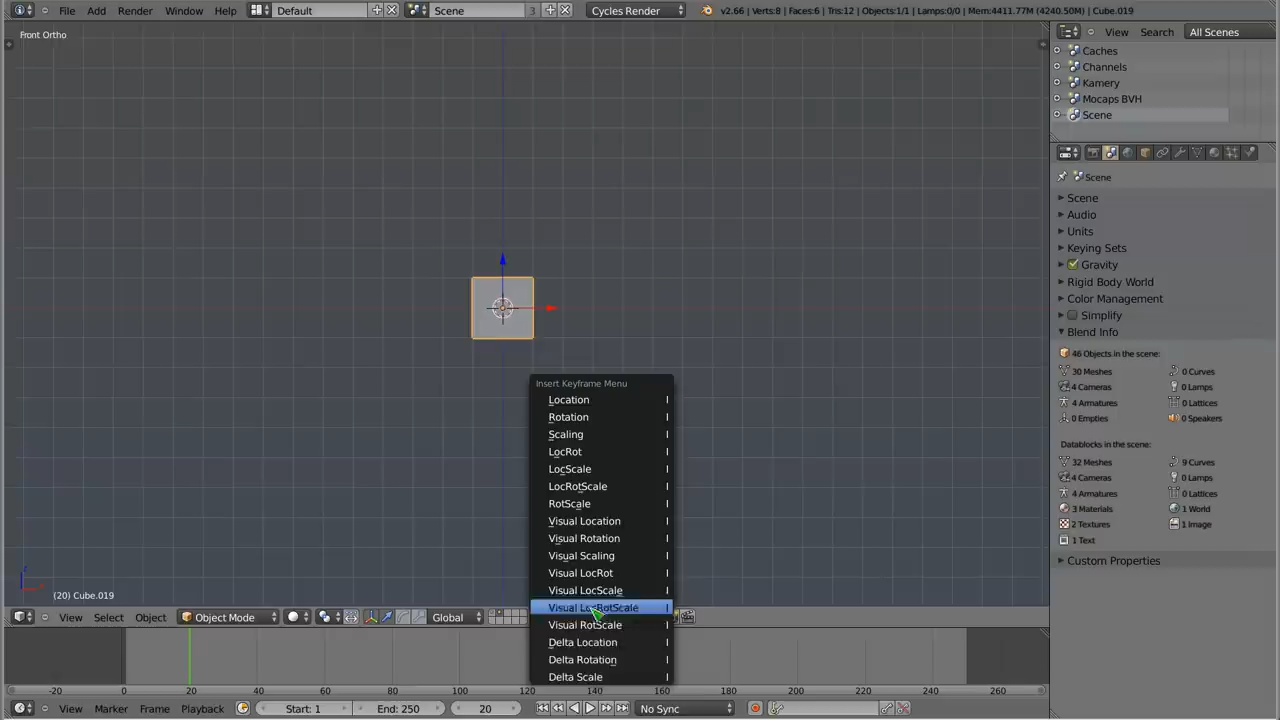 File Add Render Window Help Default Scene 3 Cycles Render v2.66 | Verts:8 | Faces:6 | Tris:12 | Objects:1/1 | Lamps:0/0 | Mem:4411.77M (4240.50M) | Cube.019
Front Ortho
View Search All Scenes
Caches
Channels
Kamery
Mocaps BVH
Scene
Scene
Scene
Audio
Units
Keying Sets
Gravity
Rigid Body World
Color Management
Simplify
Blend Info
46 Objects in the scene:
30 Meshes 0 Curves
4 Cameras 0 Lamps
4 Armatures 0 Lattices
0 Empties 0 Speakers
Datablocks in the scene:
32 Meshes 9 Curves
4 Cameras 0 Lamps
4 Armatures 0 Lattices
3 Materials 1 World
2 Textures 1 Image
1 Text
Custom Properties
Insert Keyframe Menu
Location I
Rotation I
Scaling I
LocRot I
LocScale I
LocRotScale I
RotScale I
Visual Location I
Visual Rotation I
Visual Scaling I
Visual LocRot I
Visual LocScale I
Visual LocRotScale I
Visual RotScale I
Delta Location I
Delta Rotation I
Delta Scale I
(20) Cube.019
View Select Object Object Mode Global
-20 0 20 40 60 80 100 120 140 160 180 200 220 240 260
View Marker Frame Playback Start: 1 End: 250 20 No Sync